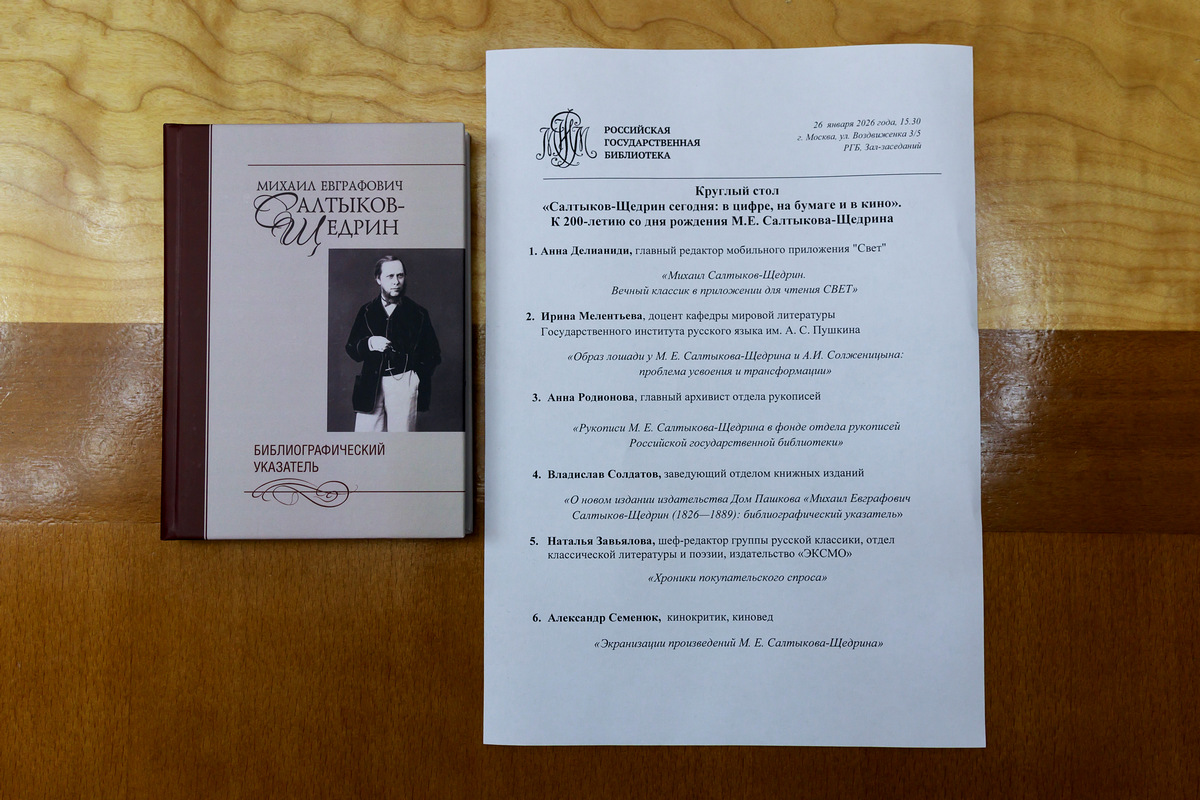 МИХАИЛ ЕВГРАФОВИЧ
САЛТЫКОВ-
ЩЕДРИН
БИБЛИОГРАФИЧЕСКИЙ
УКАЗАТЕЛЬ
РОССИЙСКАЯ
ГОСУДАРСТВЕННАЯ
БИБЛИОТЕКА
26 января 2026 года, 15.30
г. Москва, ул. Воздвиженка 3/5
РГБ, Зал-заседаний
Круглый стол
«Салтыков-Щедрин сегодня: в цифре, на бумаге и в кино».
К 200-летию со дня рождения М.Е. Салтыкова-Щедрина
1. Анна Делианиди, главный редактор мобильного приложения "Свет"
«Михаил Салтыков-Щедрин.
Вечный классик в приложении для чтения СВЕТ»
2. Ирина Мелентьева, доцент кафедры мировой литературы
Государственного института русского языка им. А. С. Пушкина
«Образ лошади у М. Е. Салтыкова-Щедрина и А.И. Солженицына:
проблема усвоения и трансформации»
3. Анна Родионова, главный архивист отдела рукописей
«Рукописи М. Е. Салтыкова-Щедрина в фонде отдела рукописей
Российской государственной библиотеки»
4. Владислав Солдатов, заведующий отделом книжных изданий
«О новом издании издательства Дом Пашкова «Михаил Евграфович
Салтыков-Щедрин (1826—1889): библиографический указатель»
5. Наталья Завьялова, шеф-редактор группы русской классики, отдел
классической литературы и поэзии, издательство «ЭКСМО»
«Хроники покупательского спроса»
6. Александр Семенюк, кинокритик, киновед
«Экранизации произведений М. Е. Салтыкова-Щедрина»